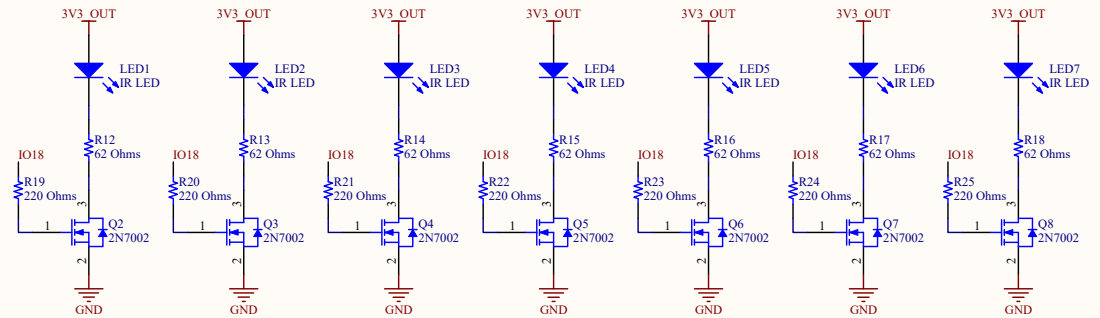 3V3_OUT 3V3_OUT 3V3_OUT 3V3_OUT 3V3_OUT 3V3_OUT 3V3_OUT
LED1 LED2 LED3 LED4 LED5 LED6 LED7
IR LED IR LED IR LED IR LED IR LED IR LED IR LED
R12 R13 R14 R15 R16 R17 R18
IO18 62 Ohms IO18 62 Ohms IO18 62 Ohms IO18 62 Ohms IO18 62 Ohms IO18 62 Ohms IO18 62 Ohms
R19 R20 R21 R22 R23 R24 R25
220 Ohms 220 Ohms 220 Ohms 220 Ohms 220 Ohms 220 Ohms 220 Ohms
3 3 3 3 3 3 3
1 Q2 1 Q3 1 Q4 1 Q5 1 Q6 1 Q7 1 Q8
2N7002 2N7002 2N7002 2N7002 2N7002 2N7002 2N7002
2 2 2 2 2 2 2
GND GND GND GND GND GND GND